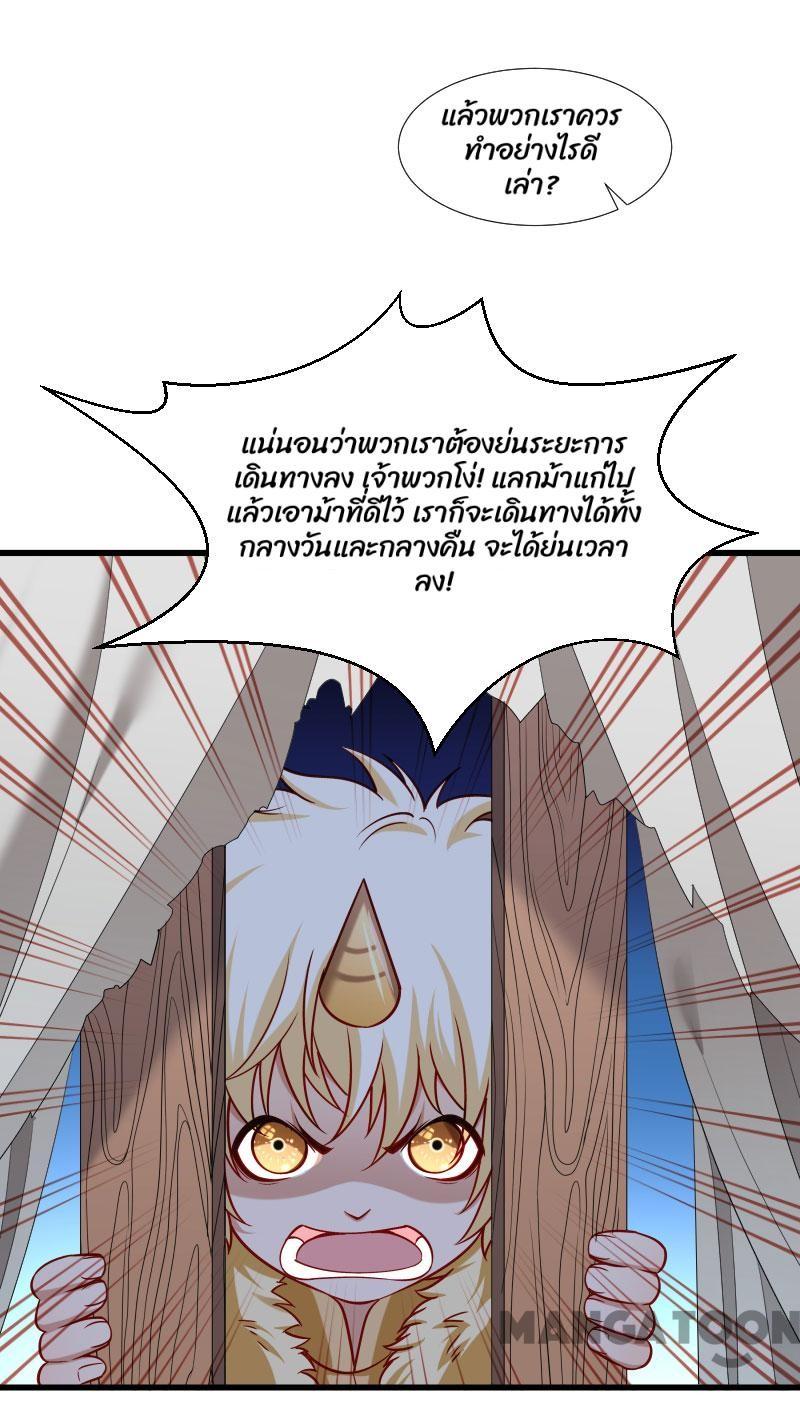 แล้วพวกเราควร
ทำอย่างไรดี
เล่า?
แน่นอนว่าพวกเราต้องย่นระยะการ
เดินทางลง เจ้าพวกโง่! แลกม้าแก่ไป
แล้วเอาม้าที่ดีไว้ เราก็จะเดินทางได้ทั้ง
กลางวันและกลางคืน จะได้ย่นเวลา
ลง!
MANGATOON